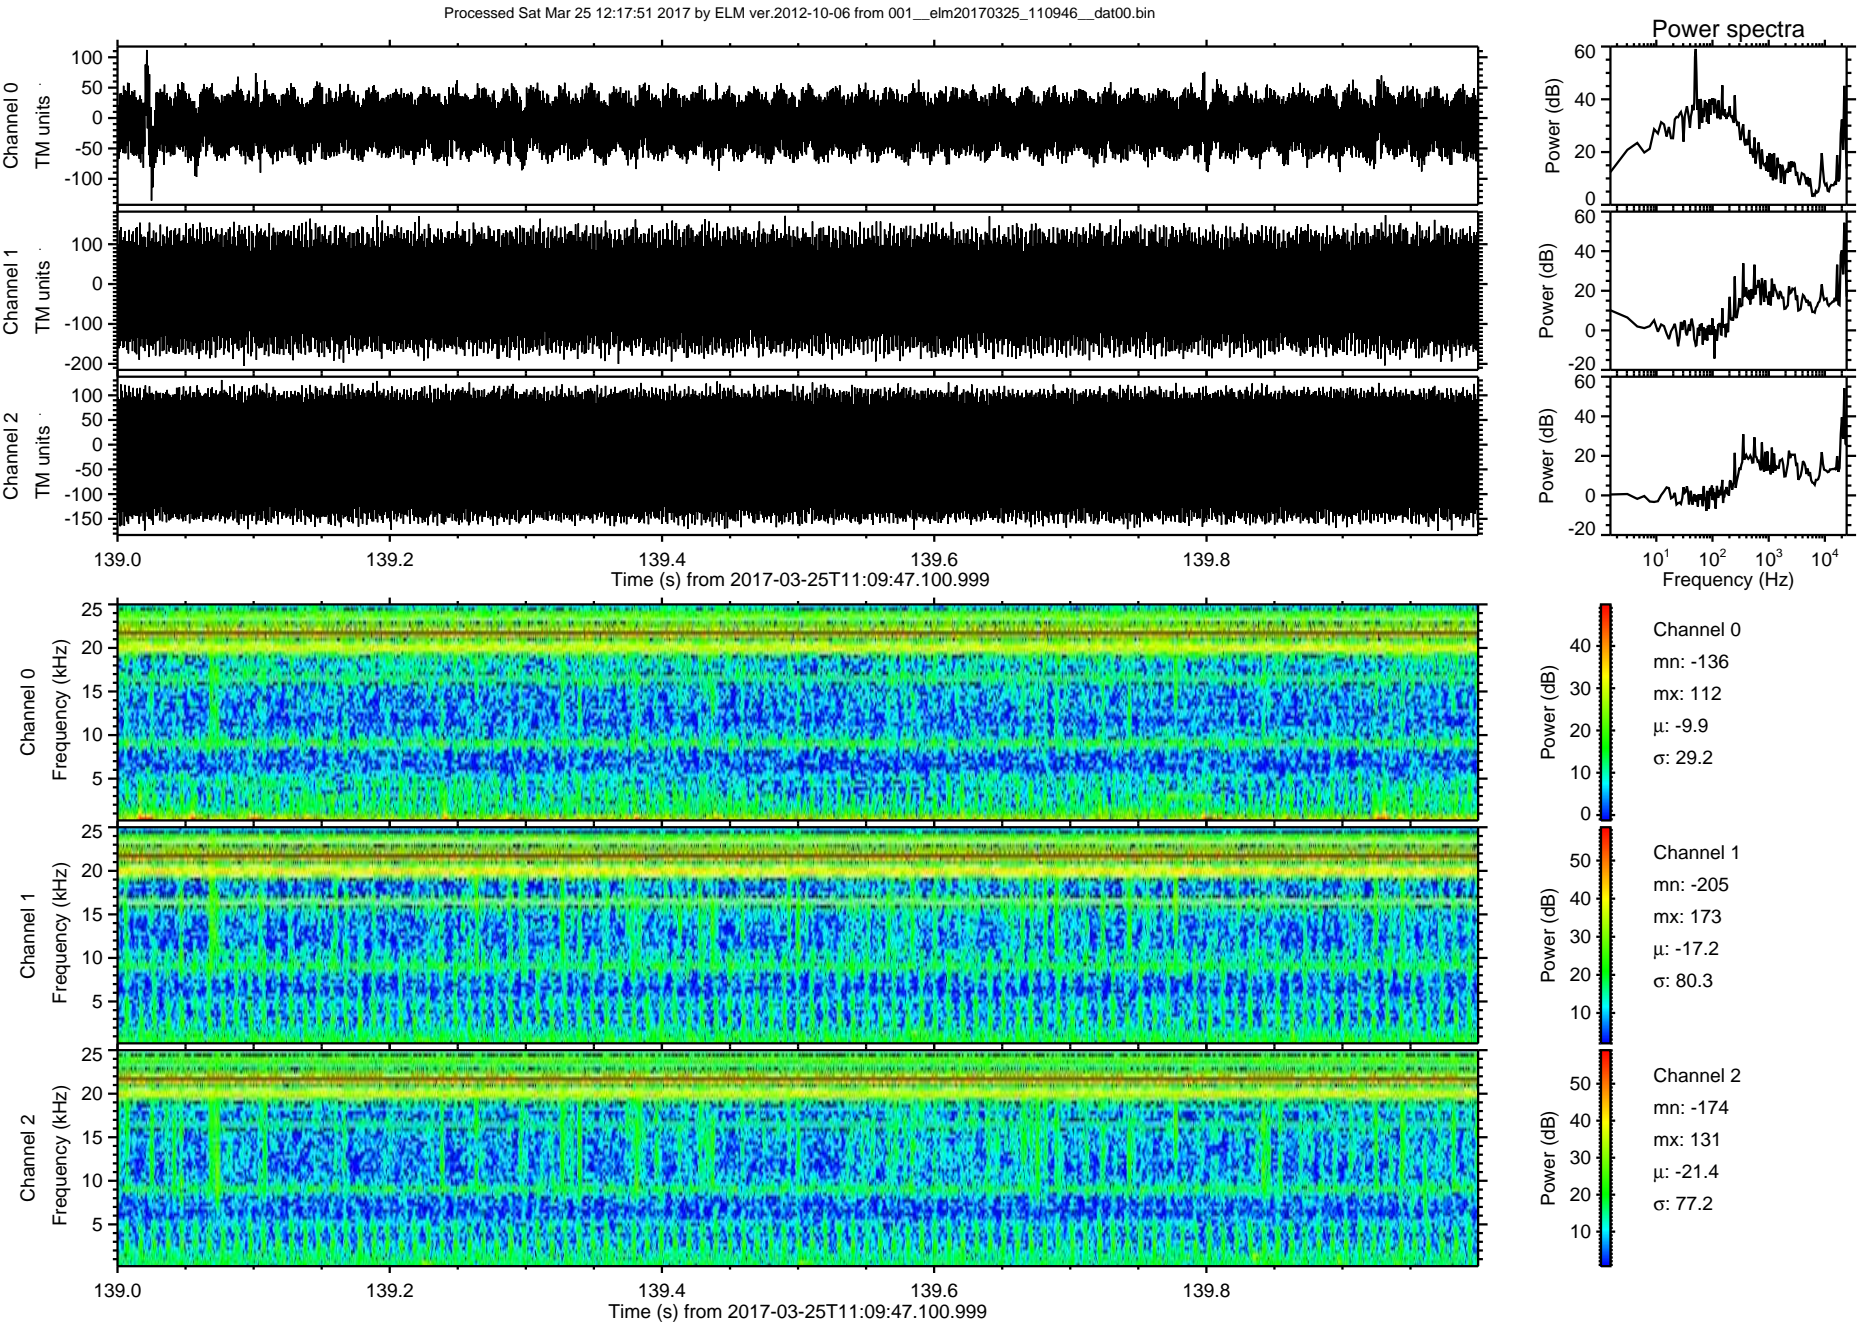 Processed Sat Mar 25 12:17:51 2017 by ELM ver.2012-10-06 from 001__elm20170325_110946__dat00.bin
Power spectra
Channel 0
TM units
100
50
0
-50
-100
Power (dB)
60
40
20
0
Channel 1
TM units
100
0
-100
-200
Power (dB)
60
40
20
0
-20
Channel 2
TM units
100
50
0
-50
-100
-150
Power (dB)
60
40
20
0
-20
139.0 139.2 139.4 139.6 139.8
Time (s) from 2017-03-25T11:09:47.100.999
10^1 10^2 10^3 10^4
Frequency (Hz)
Channel 0
Frequency (kHz)
25
20
15
10
5
Power (dB)
40
30
20
10
0
Channel 0
mn: -136
mx: 112
μ: -9.9
σ: 29.2
Channel 1
Frequency (kHz)
25
20
15
10
5
Power (dB)
50
40
30
20
10
Channel 1
mn: -205
mx: 173
μ: -17.2
σ: 80.3
Channel 2
Frequency (kHz)
25
20
15
10
5
Power (dB)
50
40
30
20
10
Channel 2
mn: -174
mx: 131
μ: -21.4
σ: 77.2
139.0 139.2 139.4 139.6 139.8
Time (s) from 2017-03-25T11:09:47.100.999